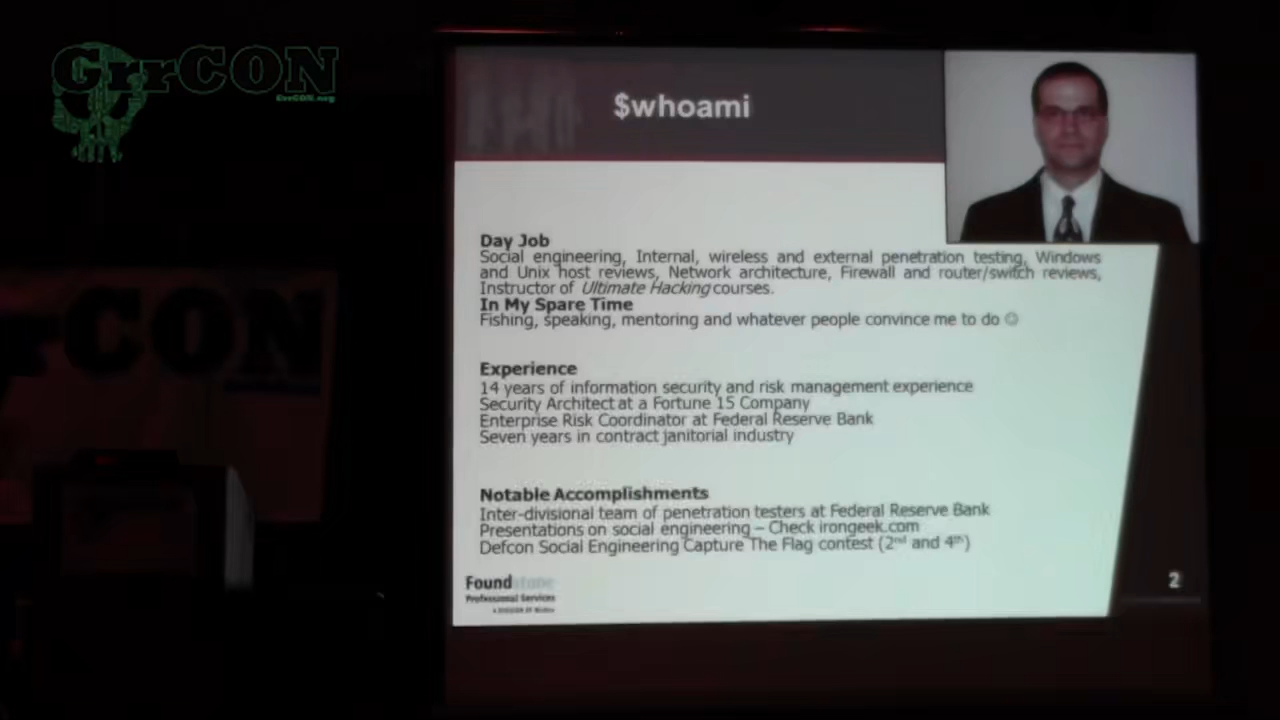 GrrCON
GrrCON.org
$whoami
Day Job
Social engineering, Internal, wireless and external penetration testing, Windows
and Unix host reviews, Network architecture, Firewall and router/switch reviews,
Instructor of Ultimate Hacking courses.
In My Spare Time
Fishing, speaking, mentoring and whatever people convince me to do ☺
Experience
14 years of information security and risk management experience
Security Architect at a Fortune 15 Company
Enterprise Risk Coordinator at Federal Reserve Bank
Seven years in contract janitorial industry
Notable Accomplishments
Inter-divisional team of penetration testers at Federal Reserve Bank
Presentations on social engineering – Check irongeek.com
Defcon Social Engineering Capture The Flag contest (2nd and 4th)
Foundstone
Professional Services
2
rCON